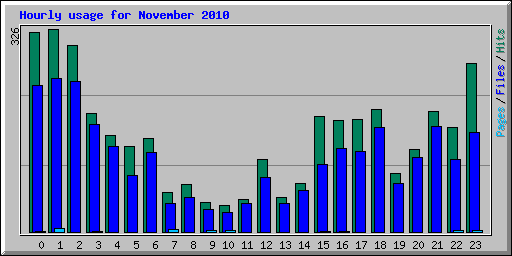 Hourly usage for November 2010
326
Pages/Files/Hits
0 1 2 3 4 5 6 7 8 9 10 11 12 13 14 15 16 17 18 19 20 21 22 23